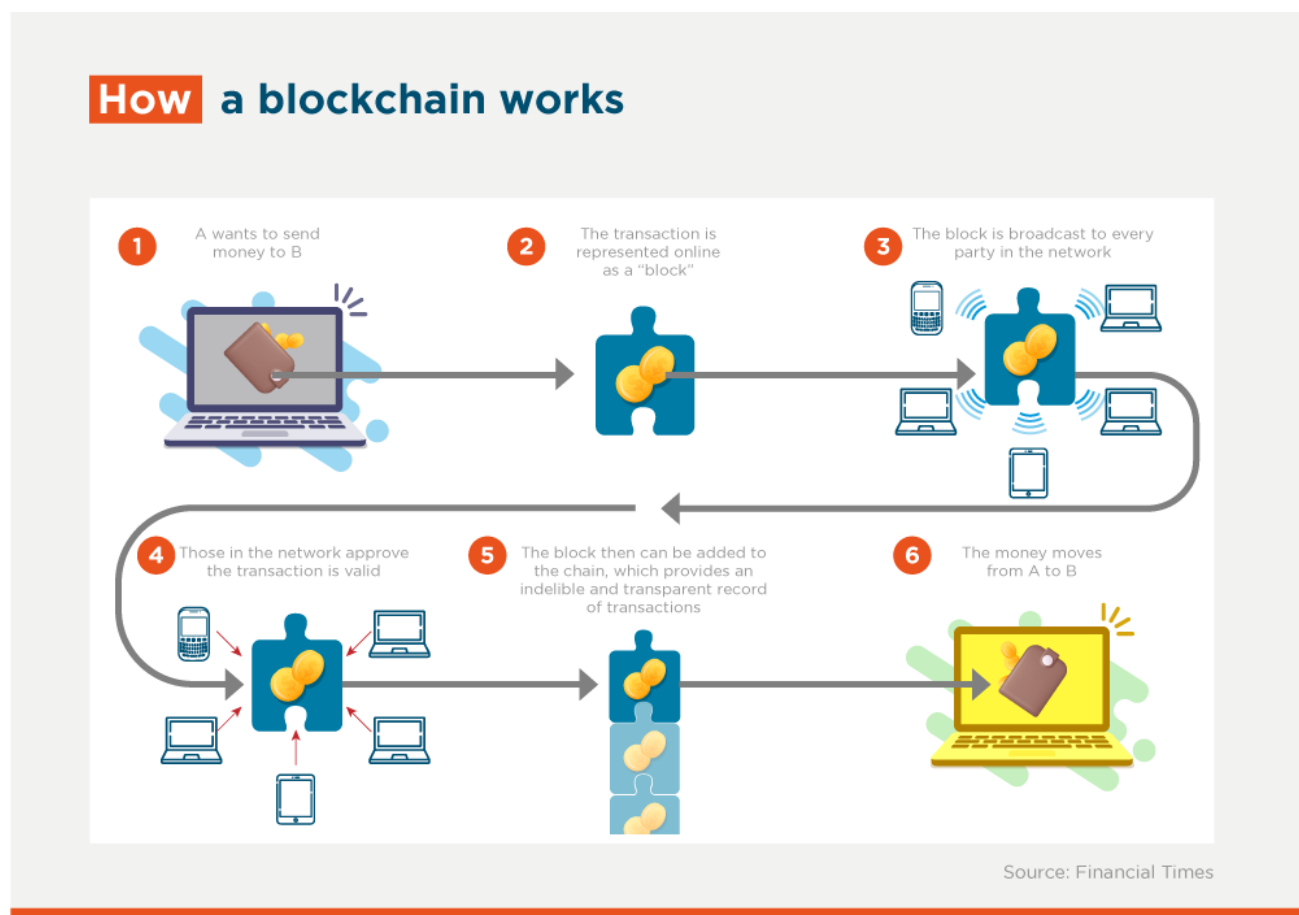 How a blockchain works
1
A wants to send
money to B
2
The transaction is
represented online
as a “block”
3
The block is broadcast to every
party in the network
4
Those in the network approve
the transaction is valid
5
The block then can be added to
the chain, which provides an
indelible and transparent record
of transactions
6
The money moves
from A to B
Source: Financial Times